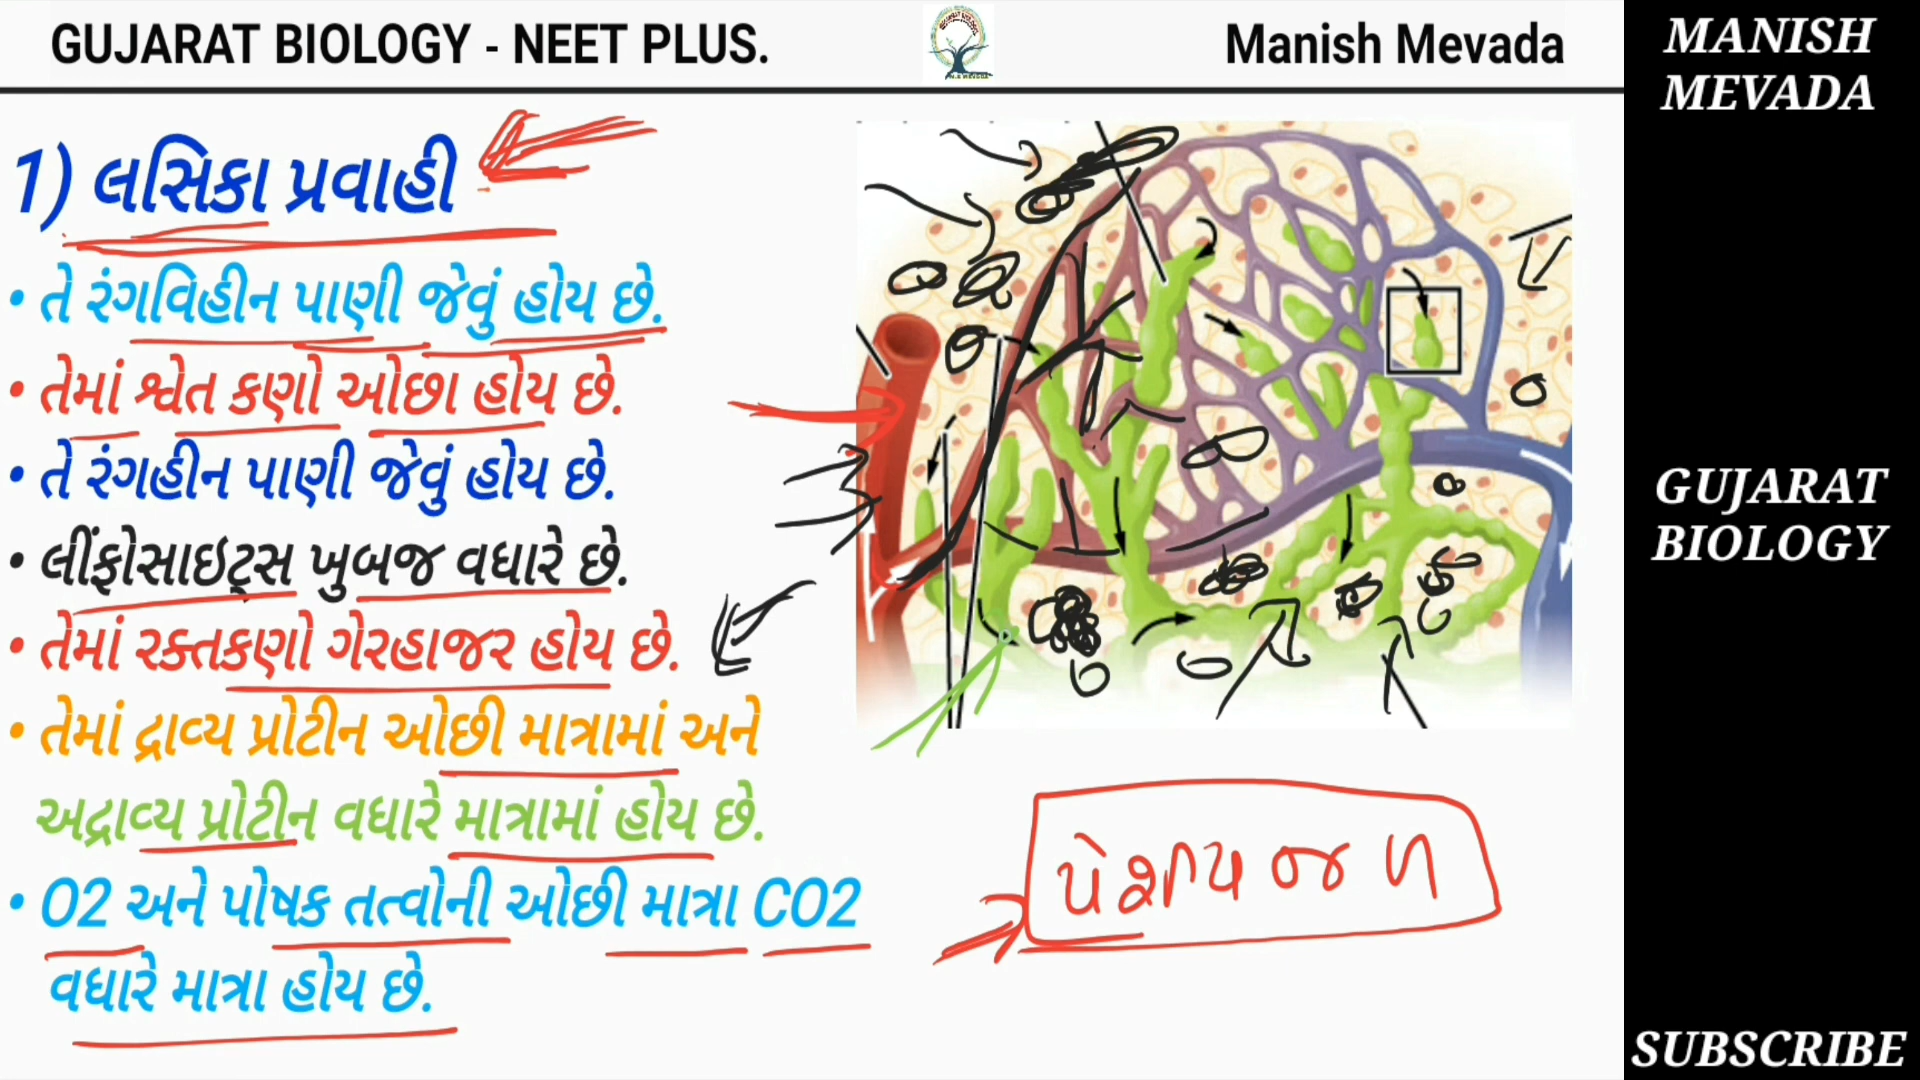 GUJARAT BIOLOGY - NEET PLUS.
Manish Mevada
1) લસિકા પ્રવાહી
• તે રંગવિહીન પાણી જેવું હોય છે.
• તેમાં શ્વેત કણો ઓછા હોય છે.
• તે રંગહીન પાણી જેવું હોય છે.
• લીંફોસાઇટ્સ ખુબજ વધારે છે.
• તેમાં રક્તકણો ગેરહાજર હોય છે.
• તેમાં દ્રાવ્ય પ્રોટીન ઓછી માત્રામાં અને
અદ્રાવ્ય પ્રોટીન વધારે માત્રામાં હોય છે.
• O2 અને પોષક તત્વોની ઓછી માત્રા CO2
વધારે માત્રા હોય છે.
MANISH
MEVADA
GUJARAT
BIOLOGY
SUBSCRIBE